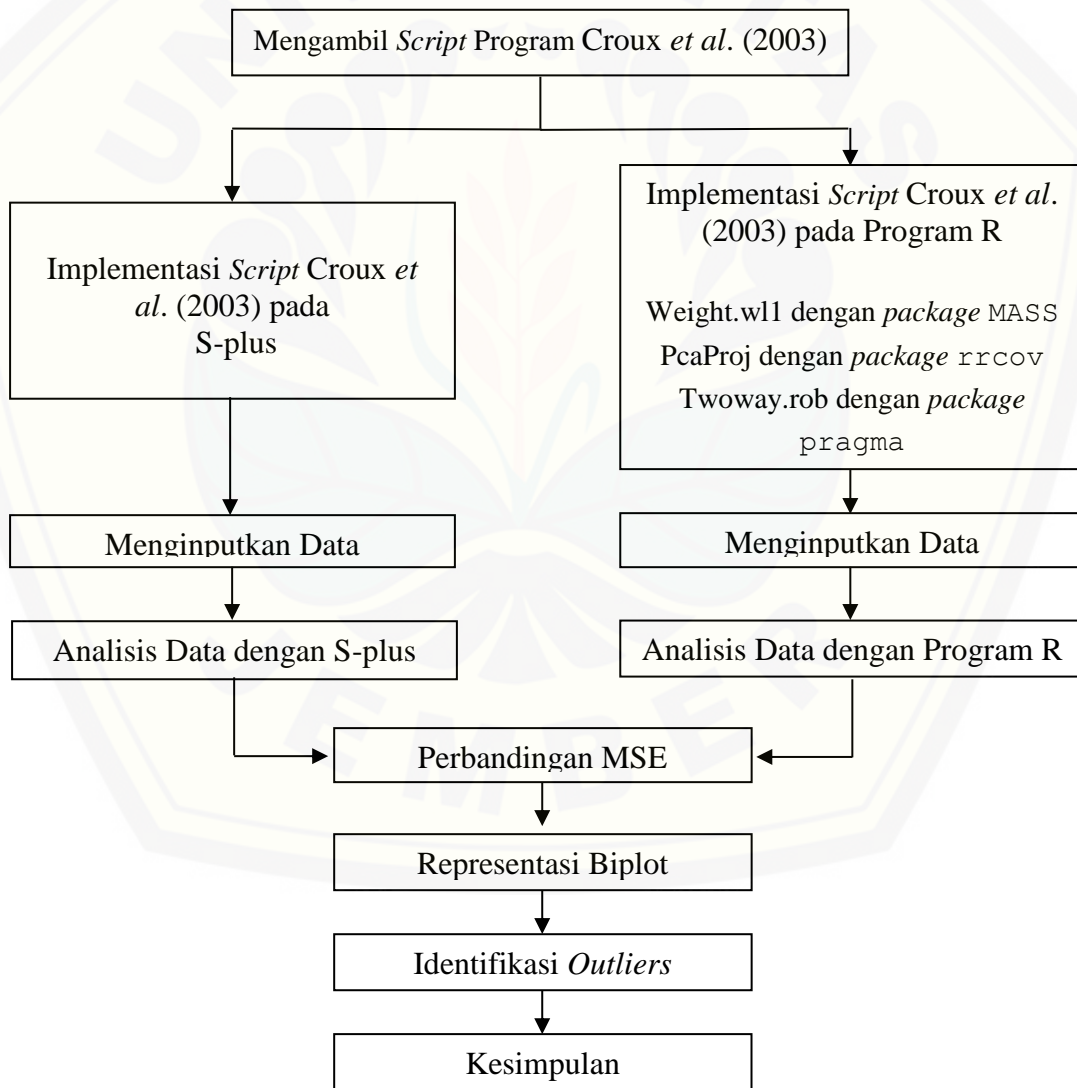 Mengambil Script Program Croux et al. (2003)
Implementasi Script Croux et
al. (2003) pada
S-plus
Implementasi Script Croux et al.
(2003) pada Program R
Weight.wl1 dengan package MASS
PcaProj dengan package rrcov
Twoway.rob dengan package
pragma
Menginputkan Data
Menginputkan Data
Analisis Data dengan S-plus
Analisis Data dengan Program R
Perbandingan MSE
Representasi Biplot
Identifikasi Outliers
Kesimpulan
UNIVERSITAS
JEMBER